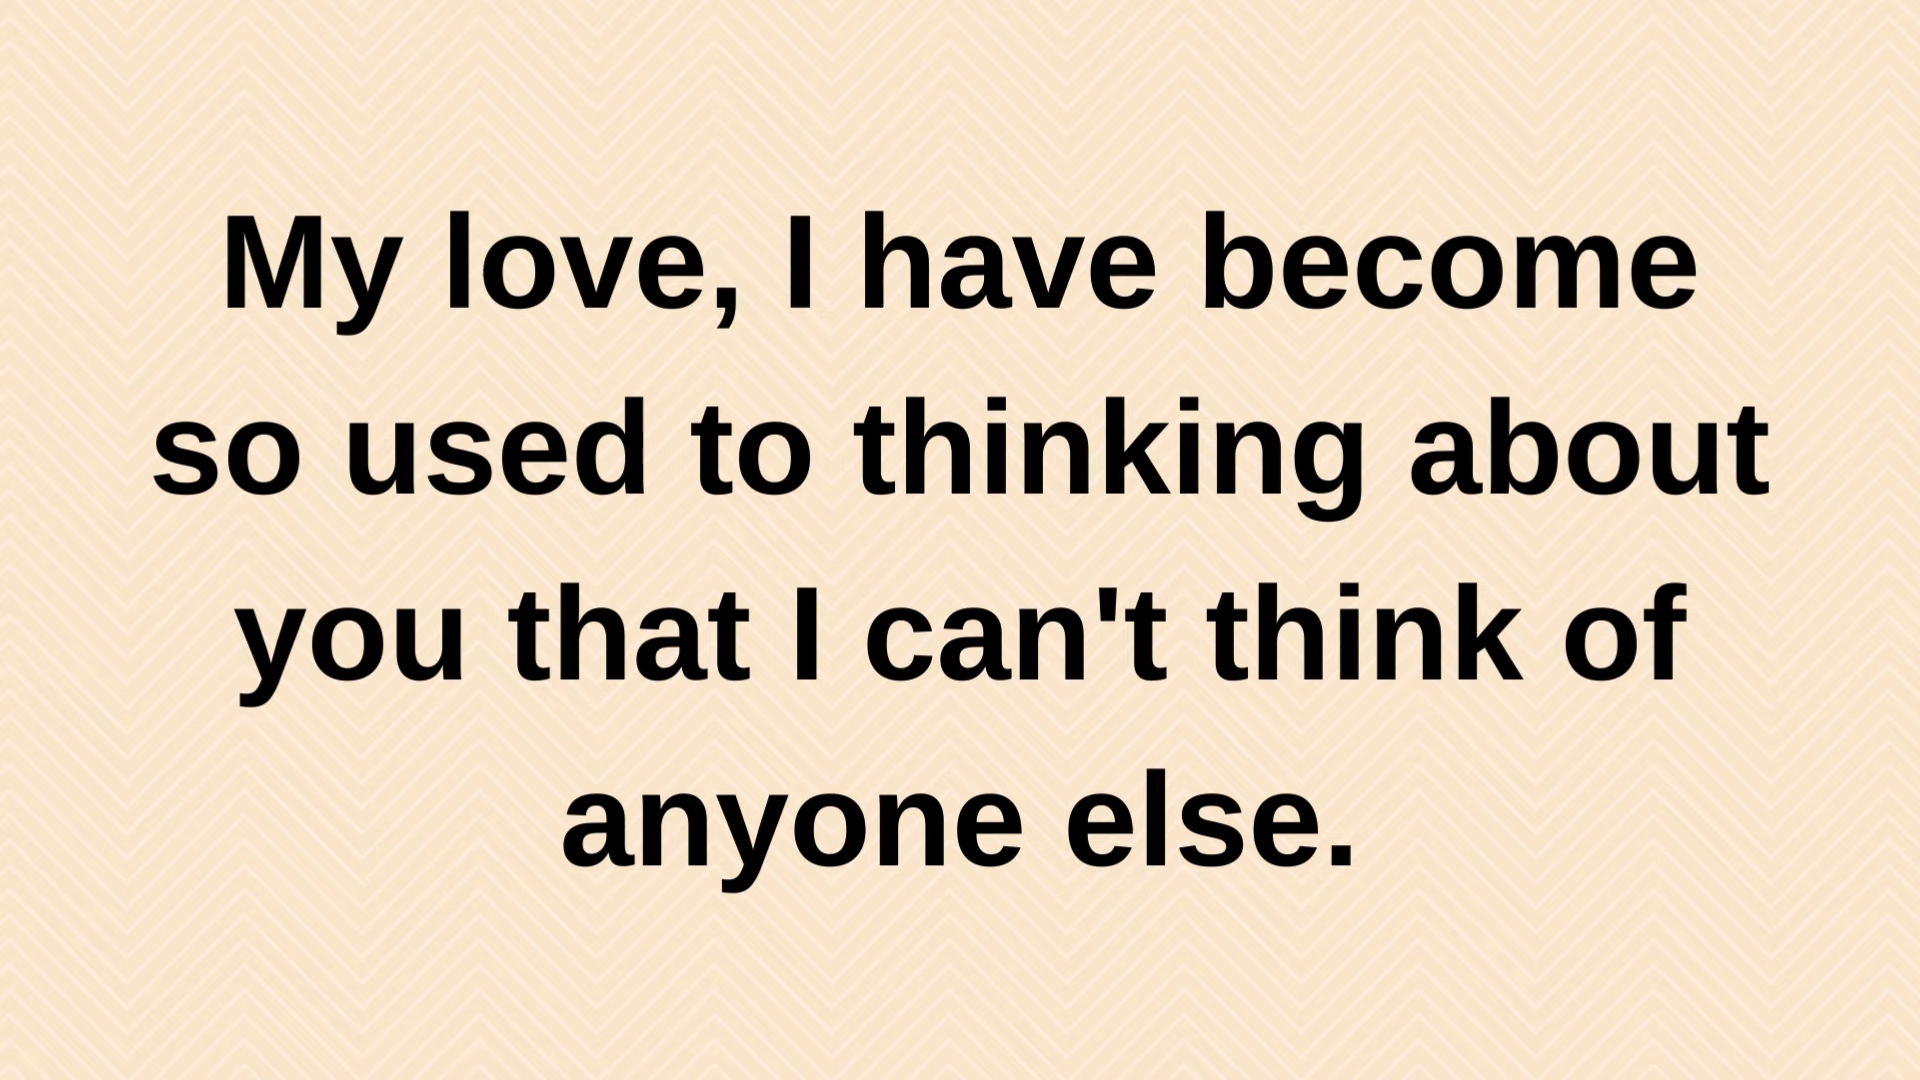 My love, I have become
so used to thinking about
you that I can't think of
anyone else.